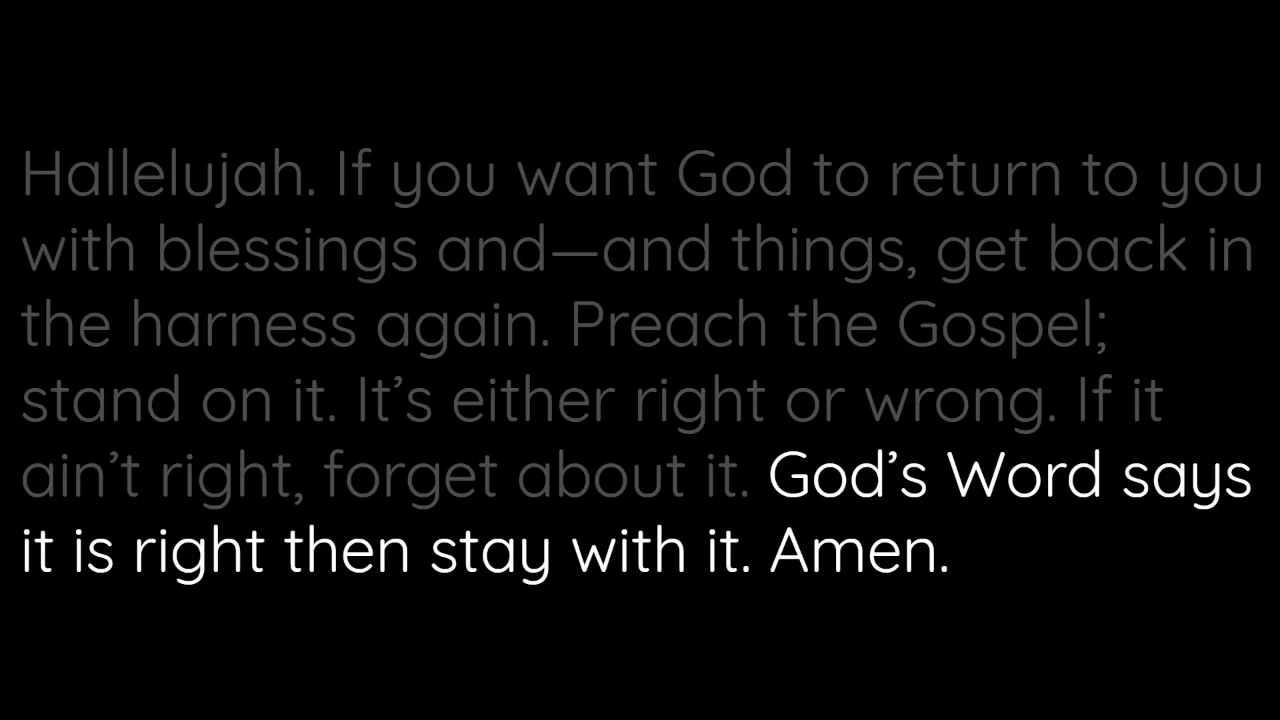 Hallelujah. If you want God to return to you
with blessings and—and things, get back in
the harness again. Preach the Gospel;
stand on it. It’s either right or wrong. If it
ain’t right, forget about it. God’s Word says
it is right then stay with it. Amen.